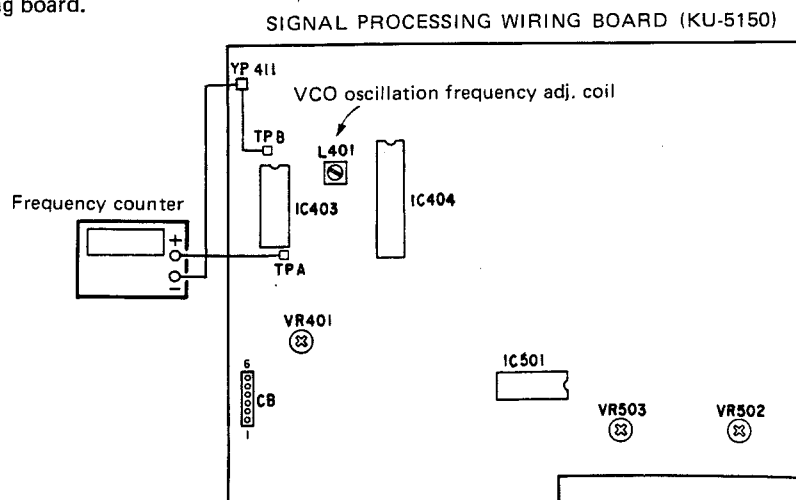 ng board.
SIGNAL PROCESSING WIRING BOARD (KU-5150)
YP 411
VCO oscillation frequency adj. coil
TPB
L401
Frequency counter
IC403
IC404
+
−
TPA
VR401
6
CB
1
IC501
VR503
VR502